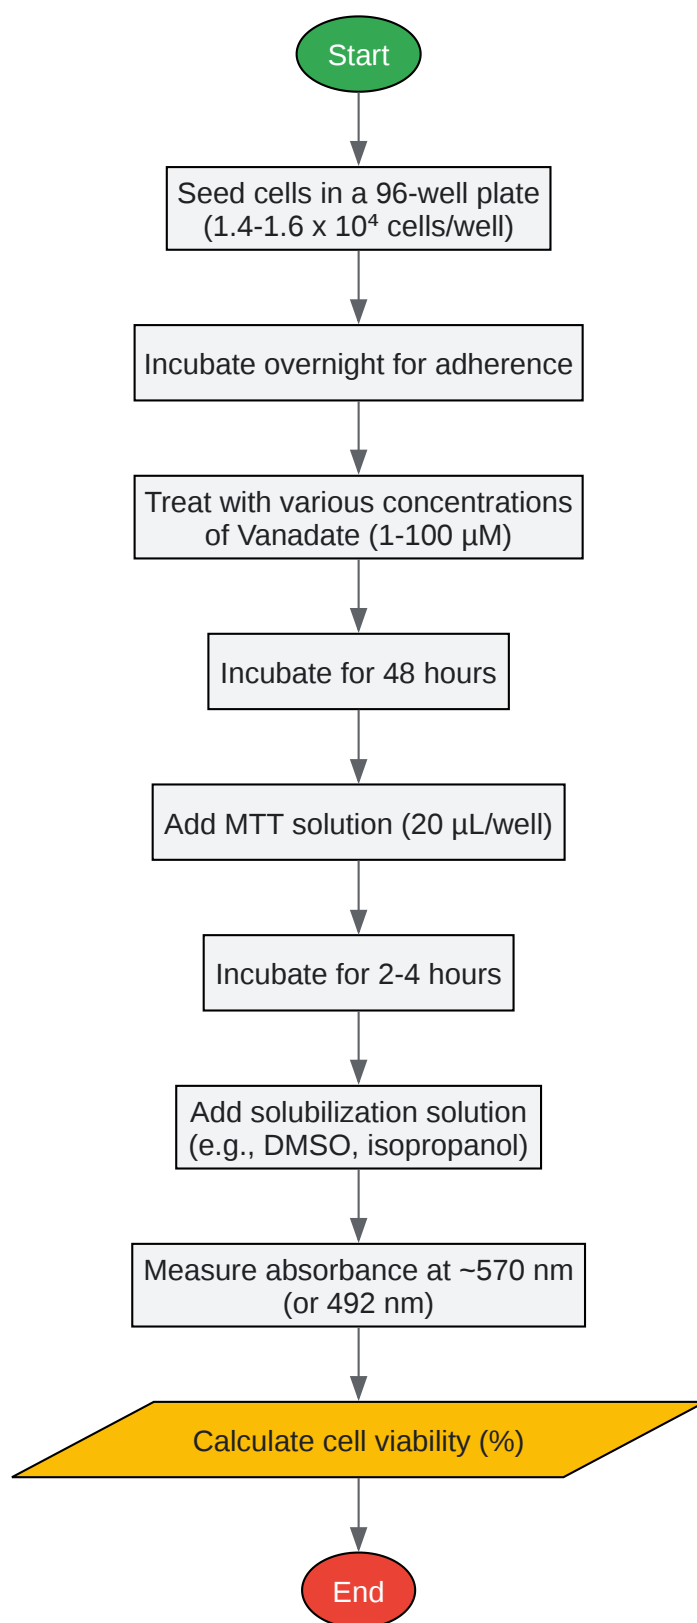 Start
Seed cells in a 96-well plate
(1.4-1.6 x 10⁴ cells/well)
Incubate overnight for adherence
Treat with various concentrations
of Vanadate (1-100 µM)
Incubate for 48 hours
Add MTT solution (20 µL/well)
Incubate for 2-4 hours
Add solubilization solution
(e.g., DMSO, isopropanol)
Measure absorbance at ~570 nm
(or 492 nm)
Calculate cell viability (%)
End